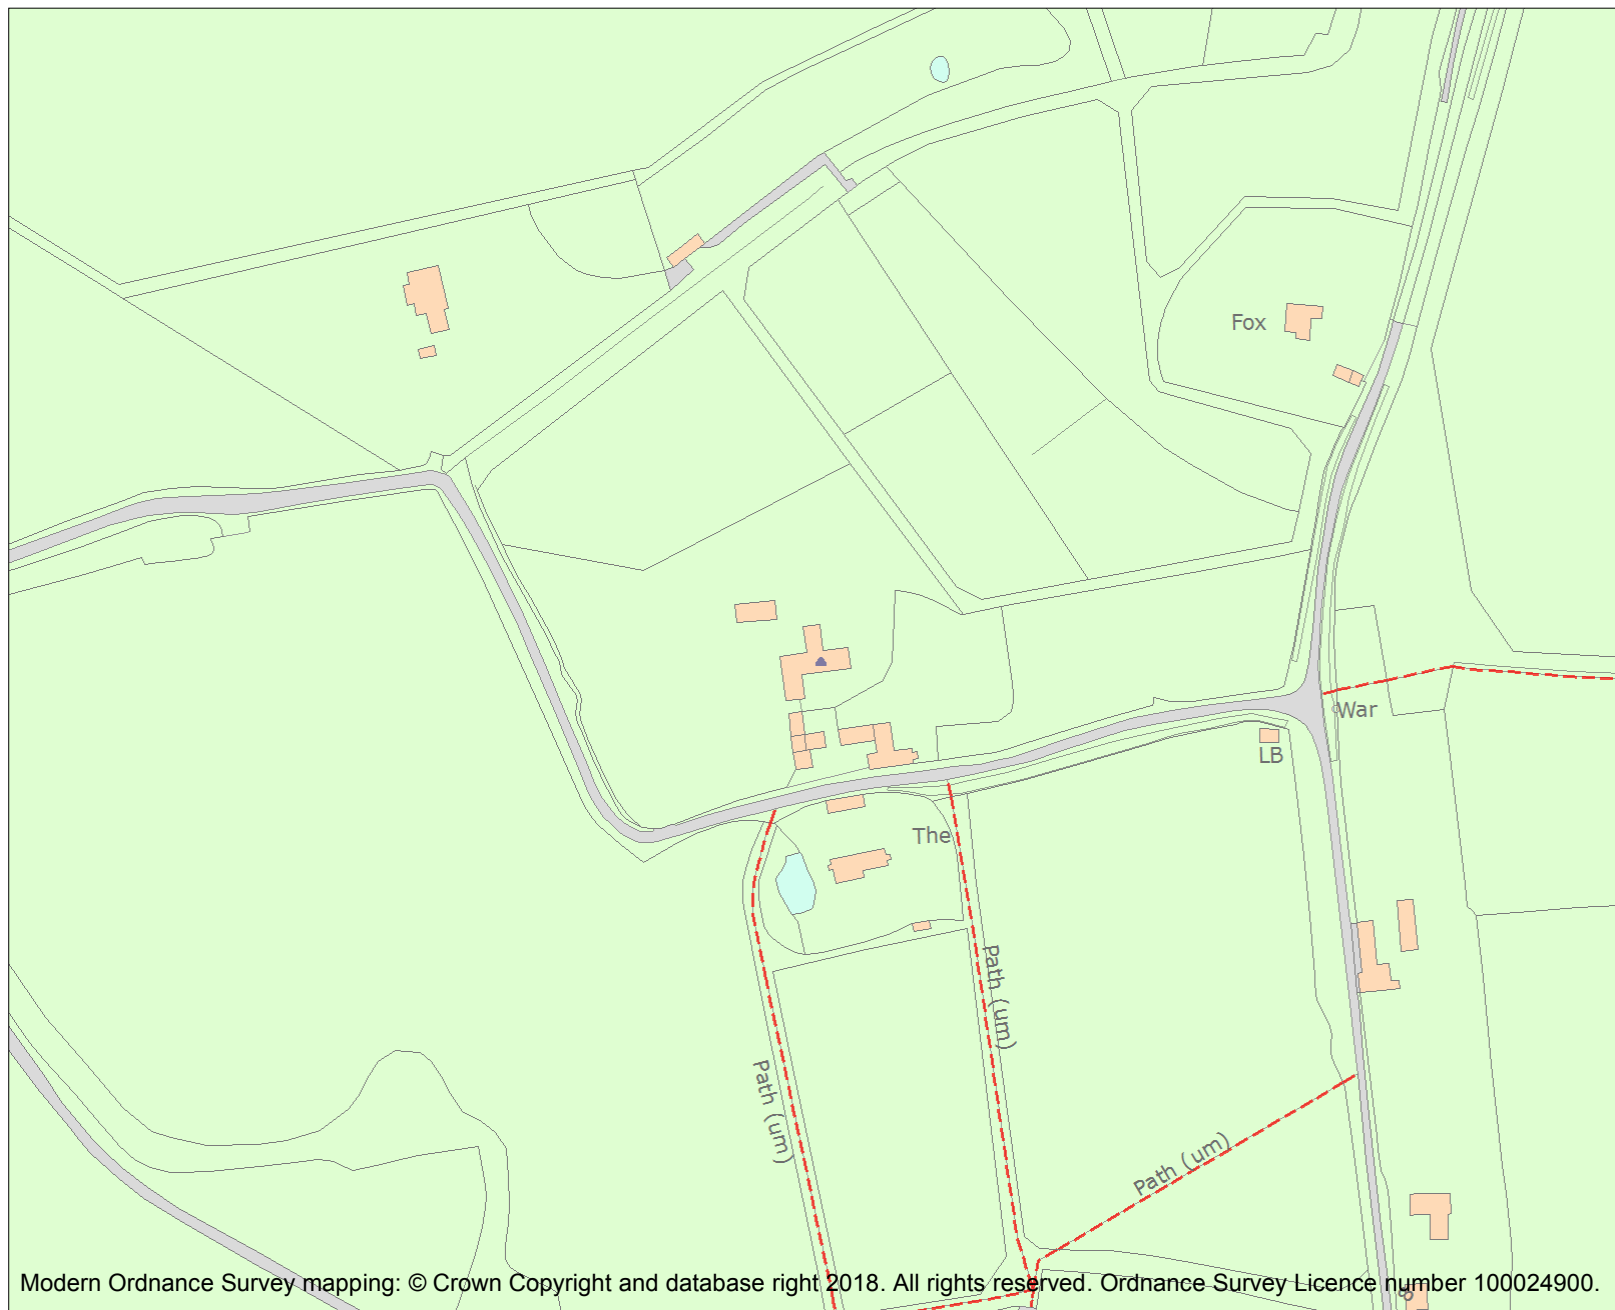 Fox
War
LB
The
Path (um)
Path (um)
Path (um)
8
Modern Ordnance Survey mapping: © Crown Copyright and database right 2018. All rights reserved. Ordnance Survey Licence number 100024900.